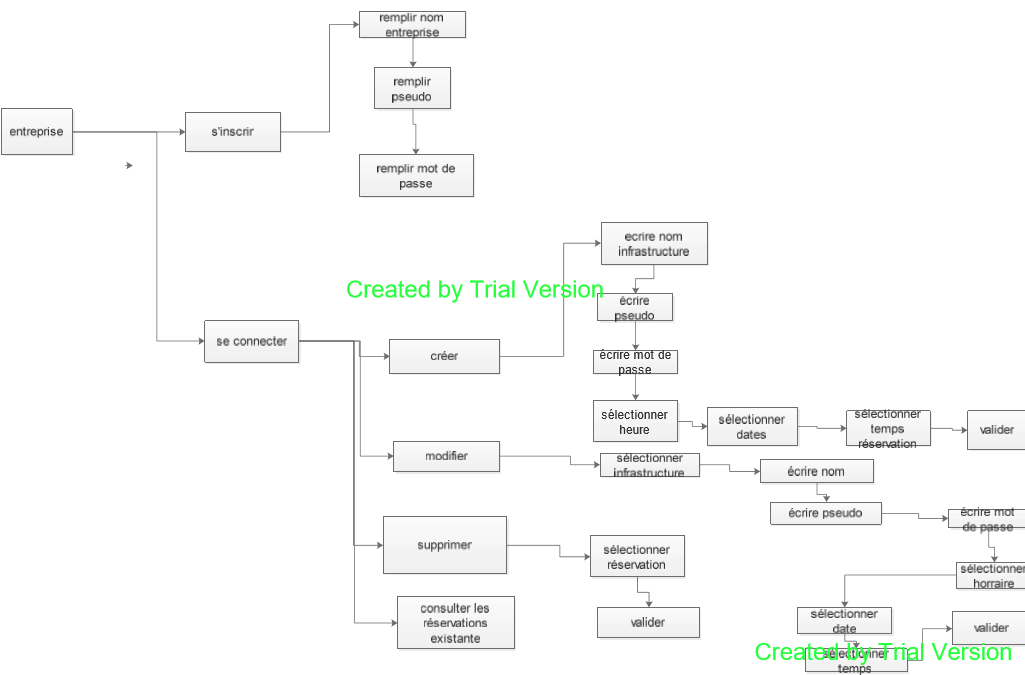 remplir nom
entreprise
remplir
pseudo
entreprise
s'inscrir
remplir mot de
passe
ecrire nom
infrastructure
Created by Trial Version
écrire
pseudo
se connecter
créer
écrire mot de
passe
sélectionner
heure
sélectionner
dates
sélectionner
temps
réservation
valider
modifier
sélectionner
infrastructure
écrire nom
écrire pseudo
écrire mot
de passe
supprimer
sélectionner
réservation
sélectionner
horraire
consulter les
réservations
existante
valider
sélectionner
date
valider
sélectionner
temps
Created by Trial Version